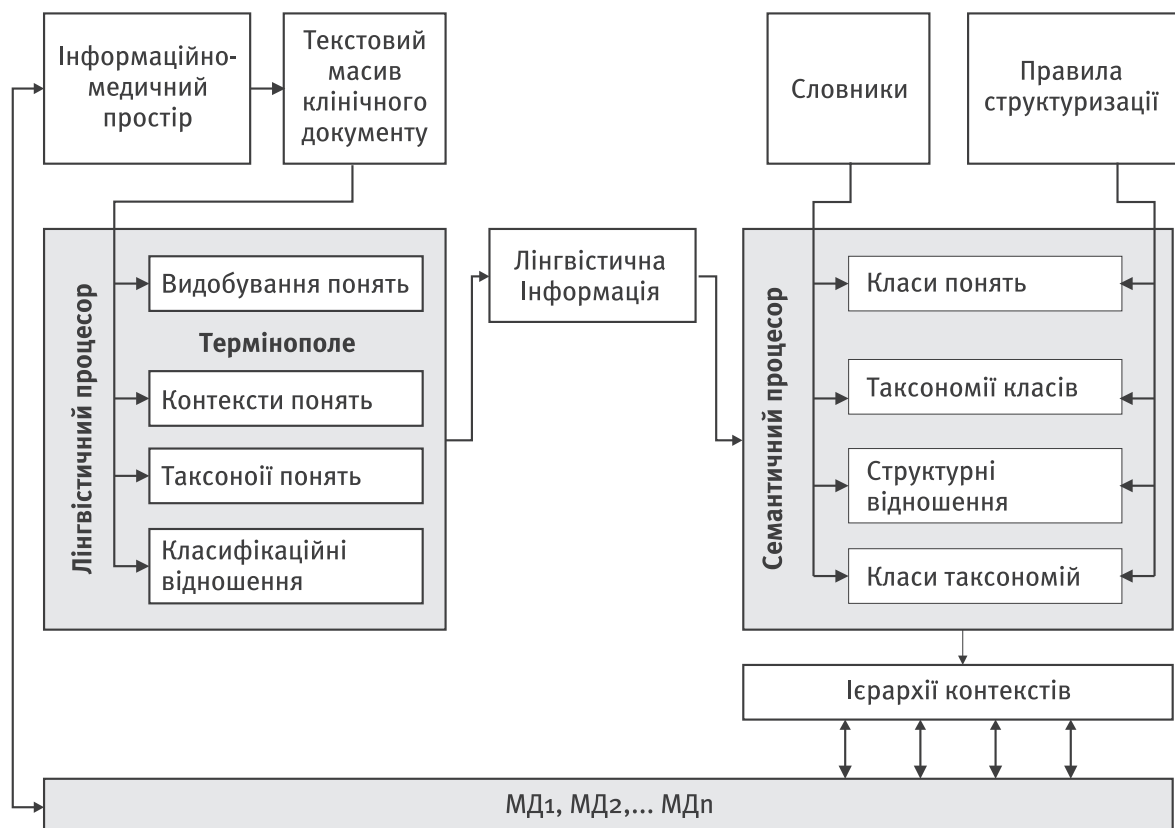 Інформаційно-
медичний
простір
Текстовий
масив
клінічного
документу
Словники
Правила
структуризації
Лінгвістичний процесор
Видобування понять
Термінополе
Контексти понять
Таксоноії понять
Класифікаційні
відношення
Лінгвістична
Інформація
Семантичний процесор
Класи понять
Таксономії класів
Структурні
відношення
Класи таксономій
Ієрархії контекстів
МД1, МД2,... МДn